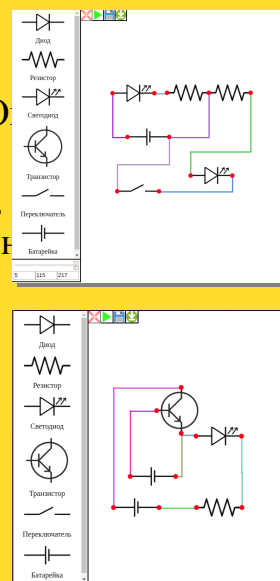 Диод
Резистор
Светодиод
Транзистор
Переключатель
Батарейка
5 115 217
Диод
Резистор
Светодиод
Транзистор
Переключатель
Батарейка